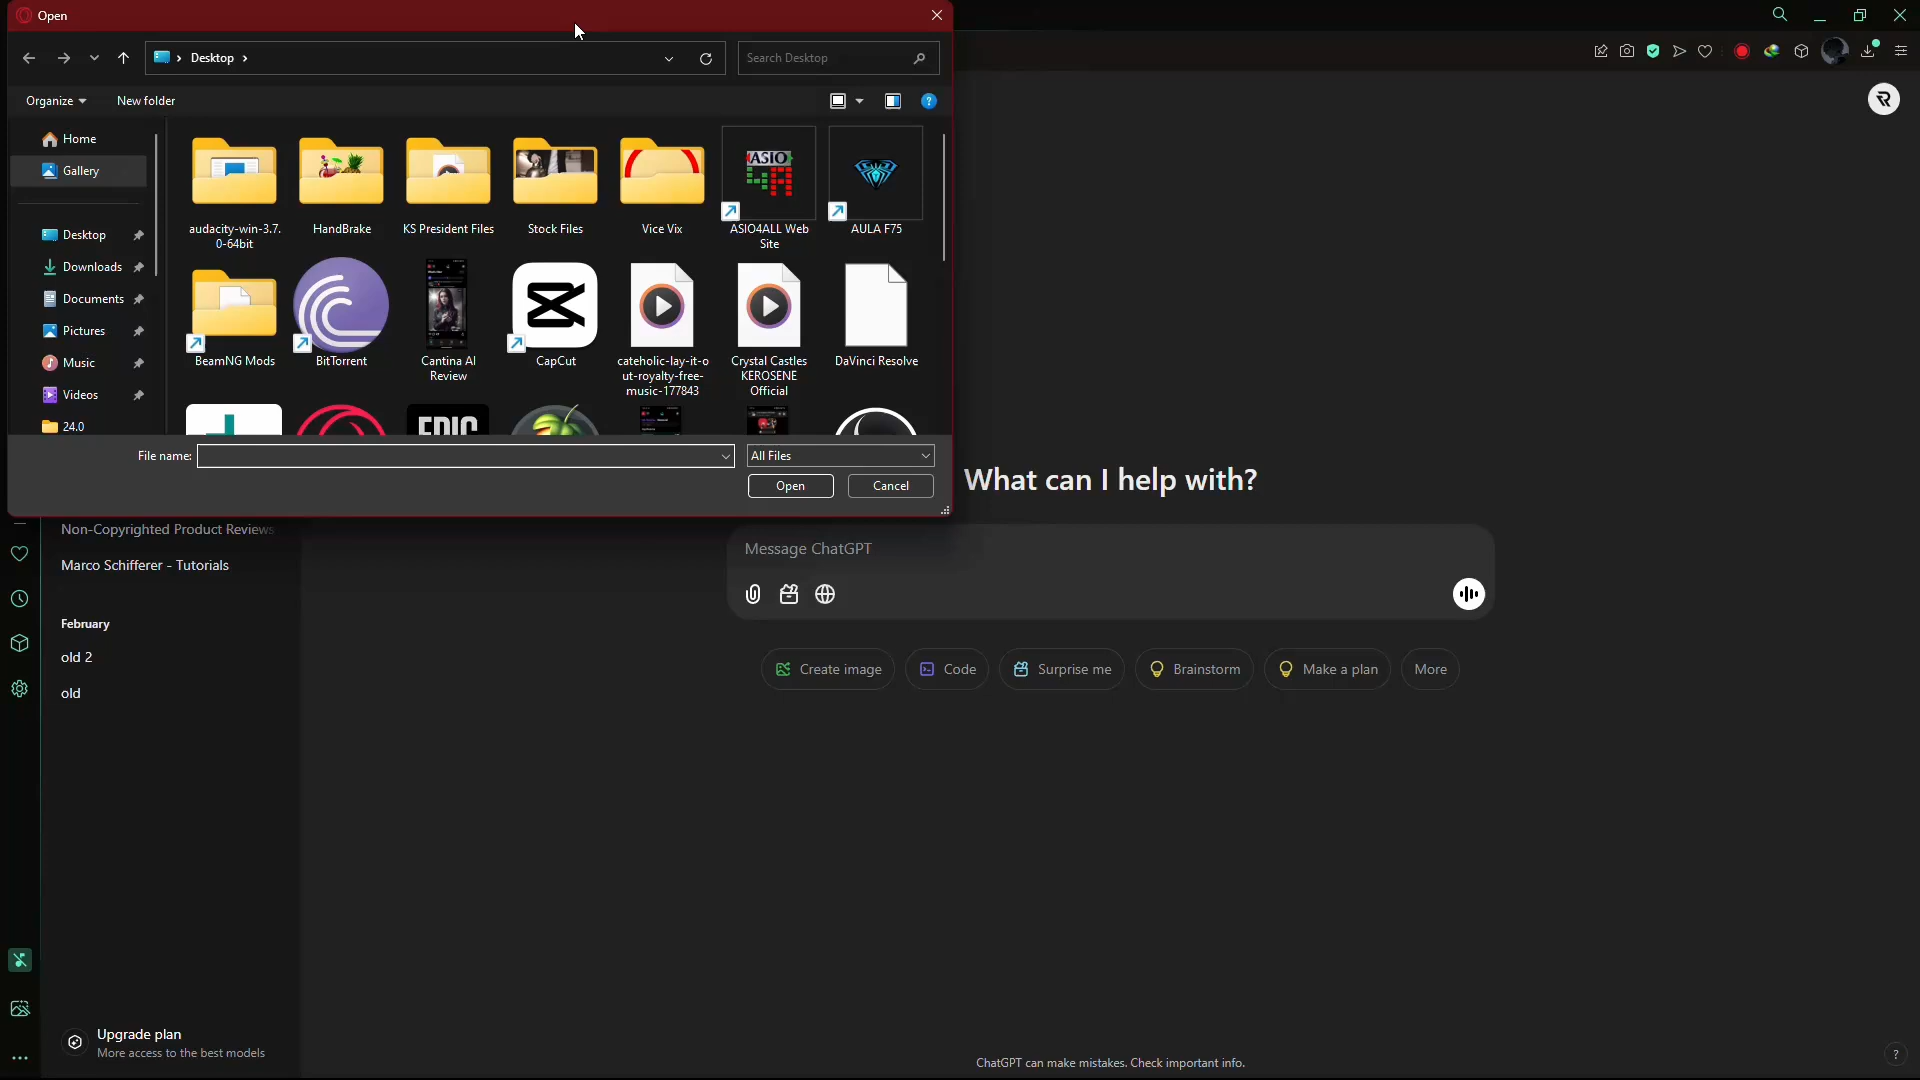 Open
Desktop
Search Desktop
Organize
New folder
Home
Gallery
Desktop
Downloads
Documents
Pictures
Music
Videos
24.0
audacity-win-3.7.
0-64bit
HandBrake
KS President Files
Stock Files
Vice Vix
ASIO
ASIO4ALL Web
Site
AULA F75
BeamNG Mods
BitTorrent
Cantina AI
Review
CapCut
cateholic-lay-it-o
ut-royalty-free-
music-177843
Crystal Castles
KEROSENE
Official
DaVinci Resolve
EPIC
File name:
All Files
Open
Cancel
Non-Copyrighted Product Reviews
Marco Schifferer - Tutorials
February
old 2
old
Upgrade plan
More access to the best models
What can I help with?
Message ChatGPT
Create image
Code
Surprise me
Brainstorm
Make a plan
More
ChatGPT can make mistakes. Check important info.
?